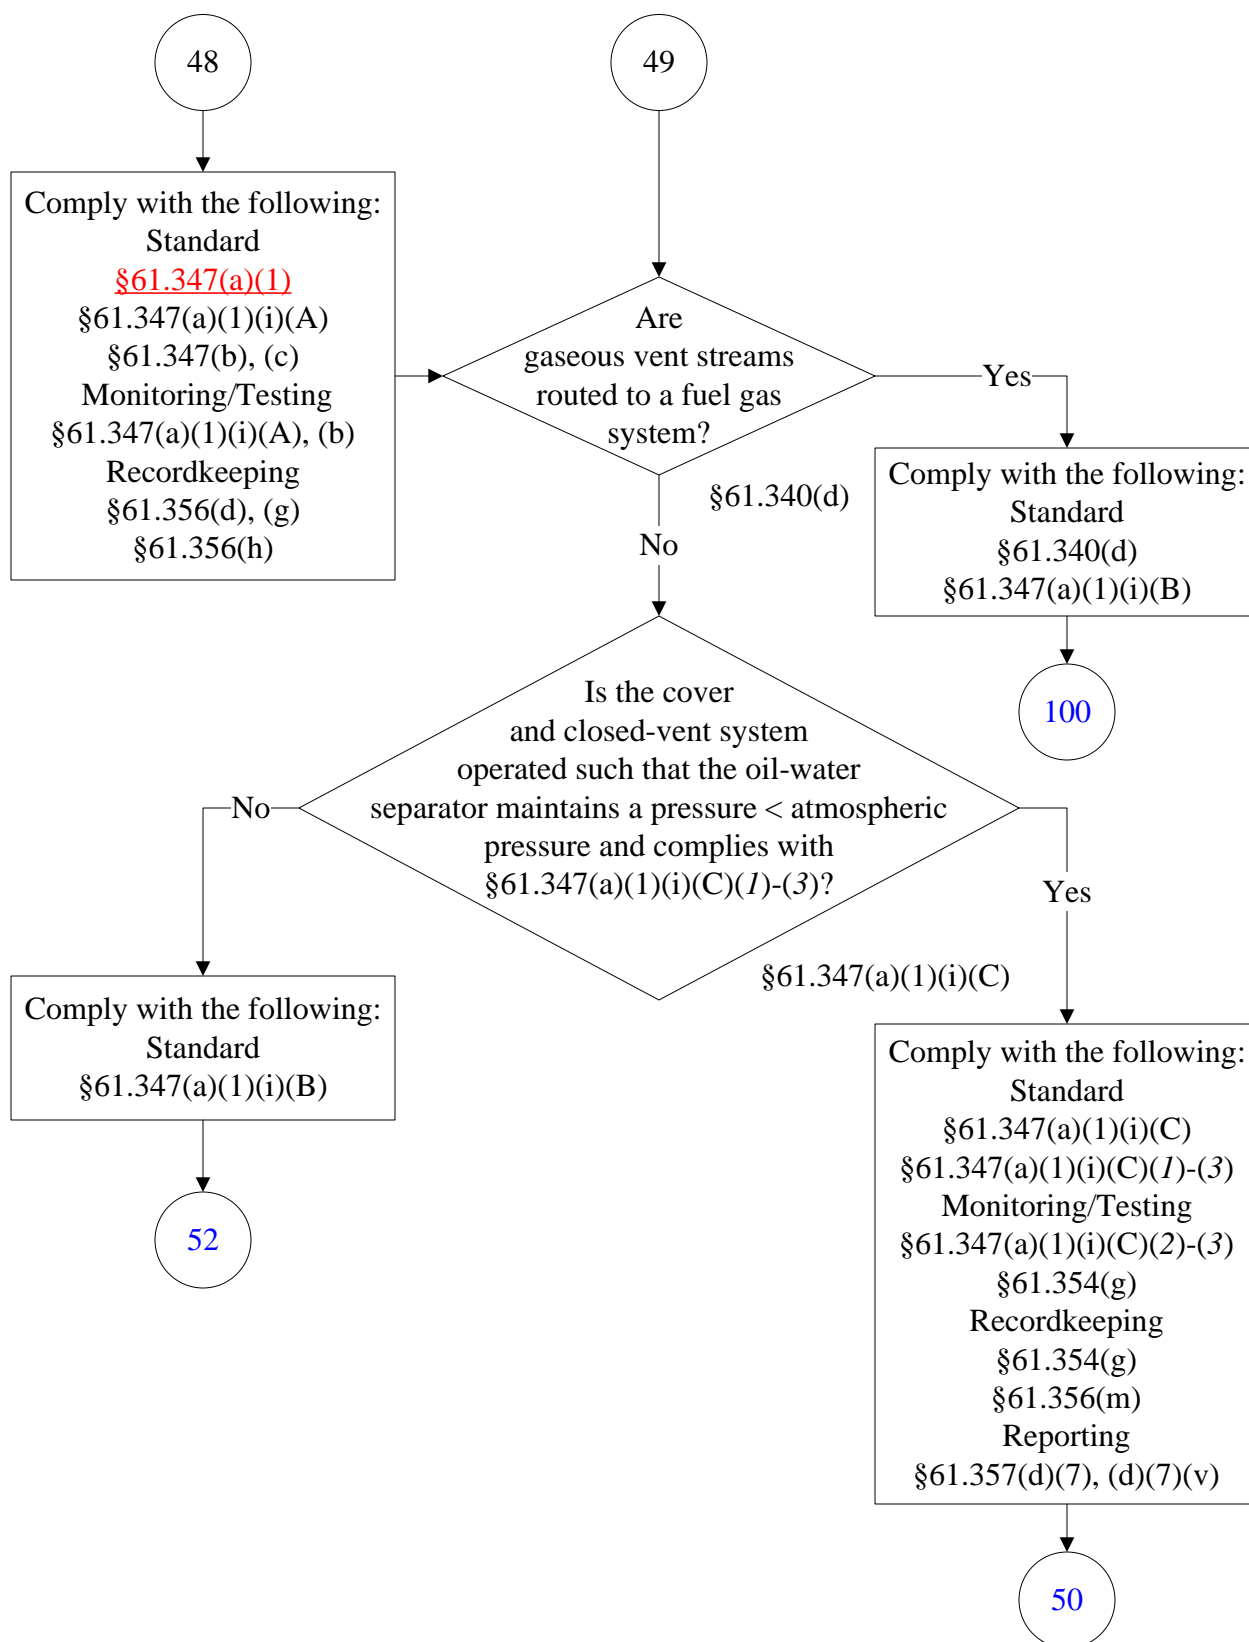 48
49
Comply with the following:
Standard
§61.347(a)(1)
§61.347(a)(1)(i)(A)
§61.347(b), (c)
Monitoring/Testing
§61.347(a)(1)(i)(A), (b)
Recordkeeping
§61.356(d), (g)
§61.356(h)
Are
gaseous vent streams
routed to a fuel gas
system?
Yes
§61.340(d)
No
Comply with the following:
Standard
§61.340(d)
§61.347(a)(1)(i)(B)
100
Is the cover
and closed-vent system
operated such that the oil-water
separator maintains a pressure < atmospheric
pressure and complies with
§61.347(a)(1)(i)(C)(1)-(3)?
No
Yes
§61.347(a)(1)(i)(C)
Comply with the following:
Standard
§61.347(a)(1)(i)(B)
52
Comply with the following:
Standard
§61.347(a)(1)(i)(C)
§61.347(a)(1)(i)(C)(1)-(3)
Monitoring/Testing
§61.347(a)(1)(i)(C)(2)-(3)
§61.354(g)
Recordkeeping
§61.354(g)
§61.356(m)
Reporting
§61.357(d)(7), (d)(7)(v)
50